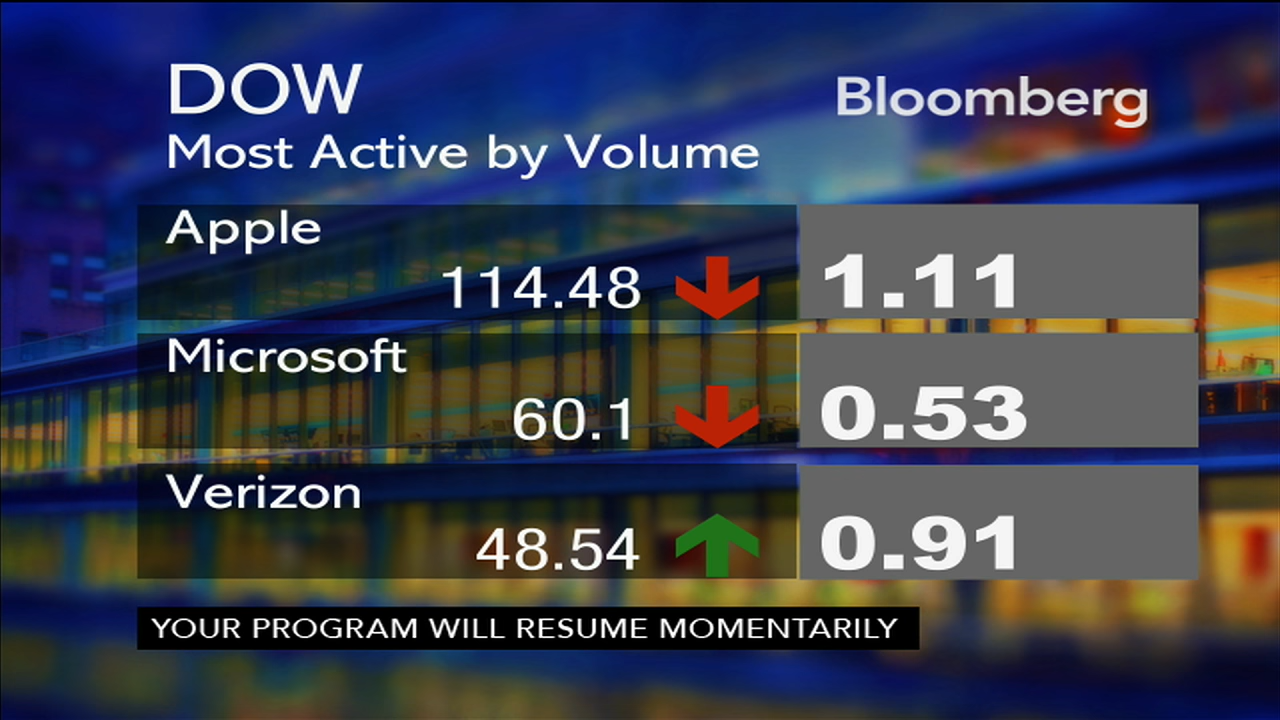 DOW
Bloomberg
Most Active by Volume
Apple
114.48 1.11
Microsoft
60.1 0.53
Verizon
48.54 0.91
YOUR PROGRAM WILL RESUME MOMENTARILY